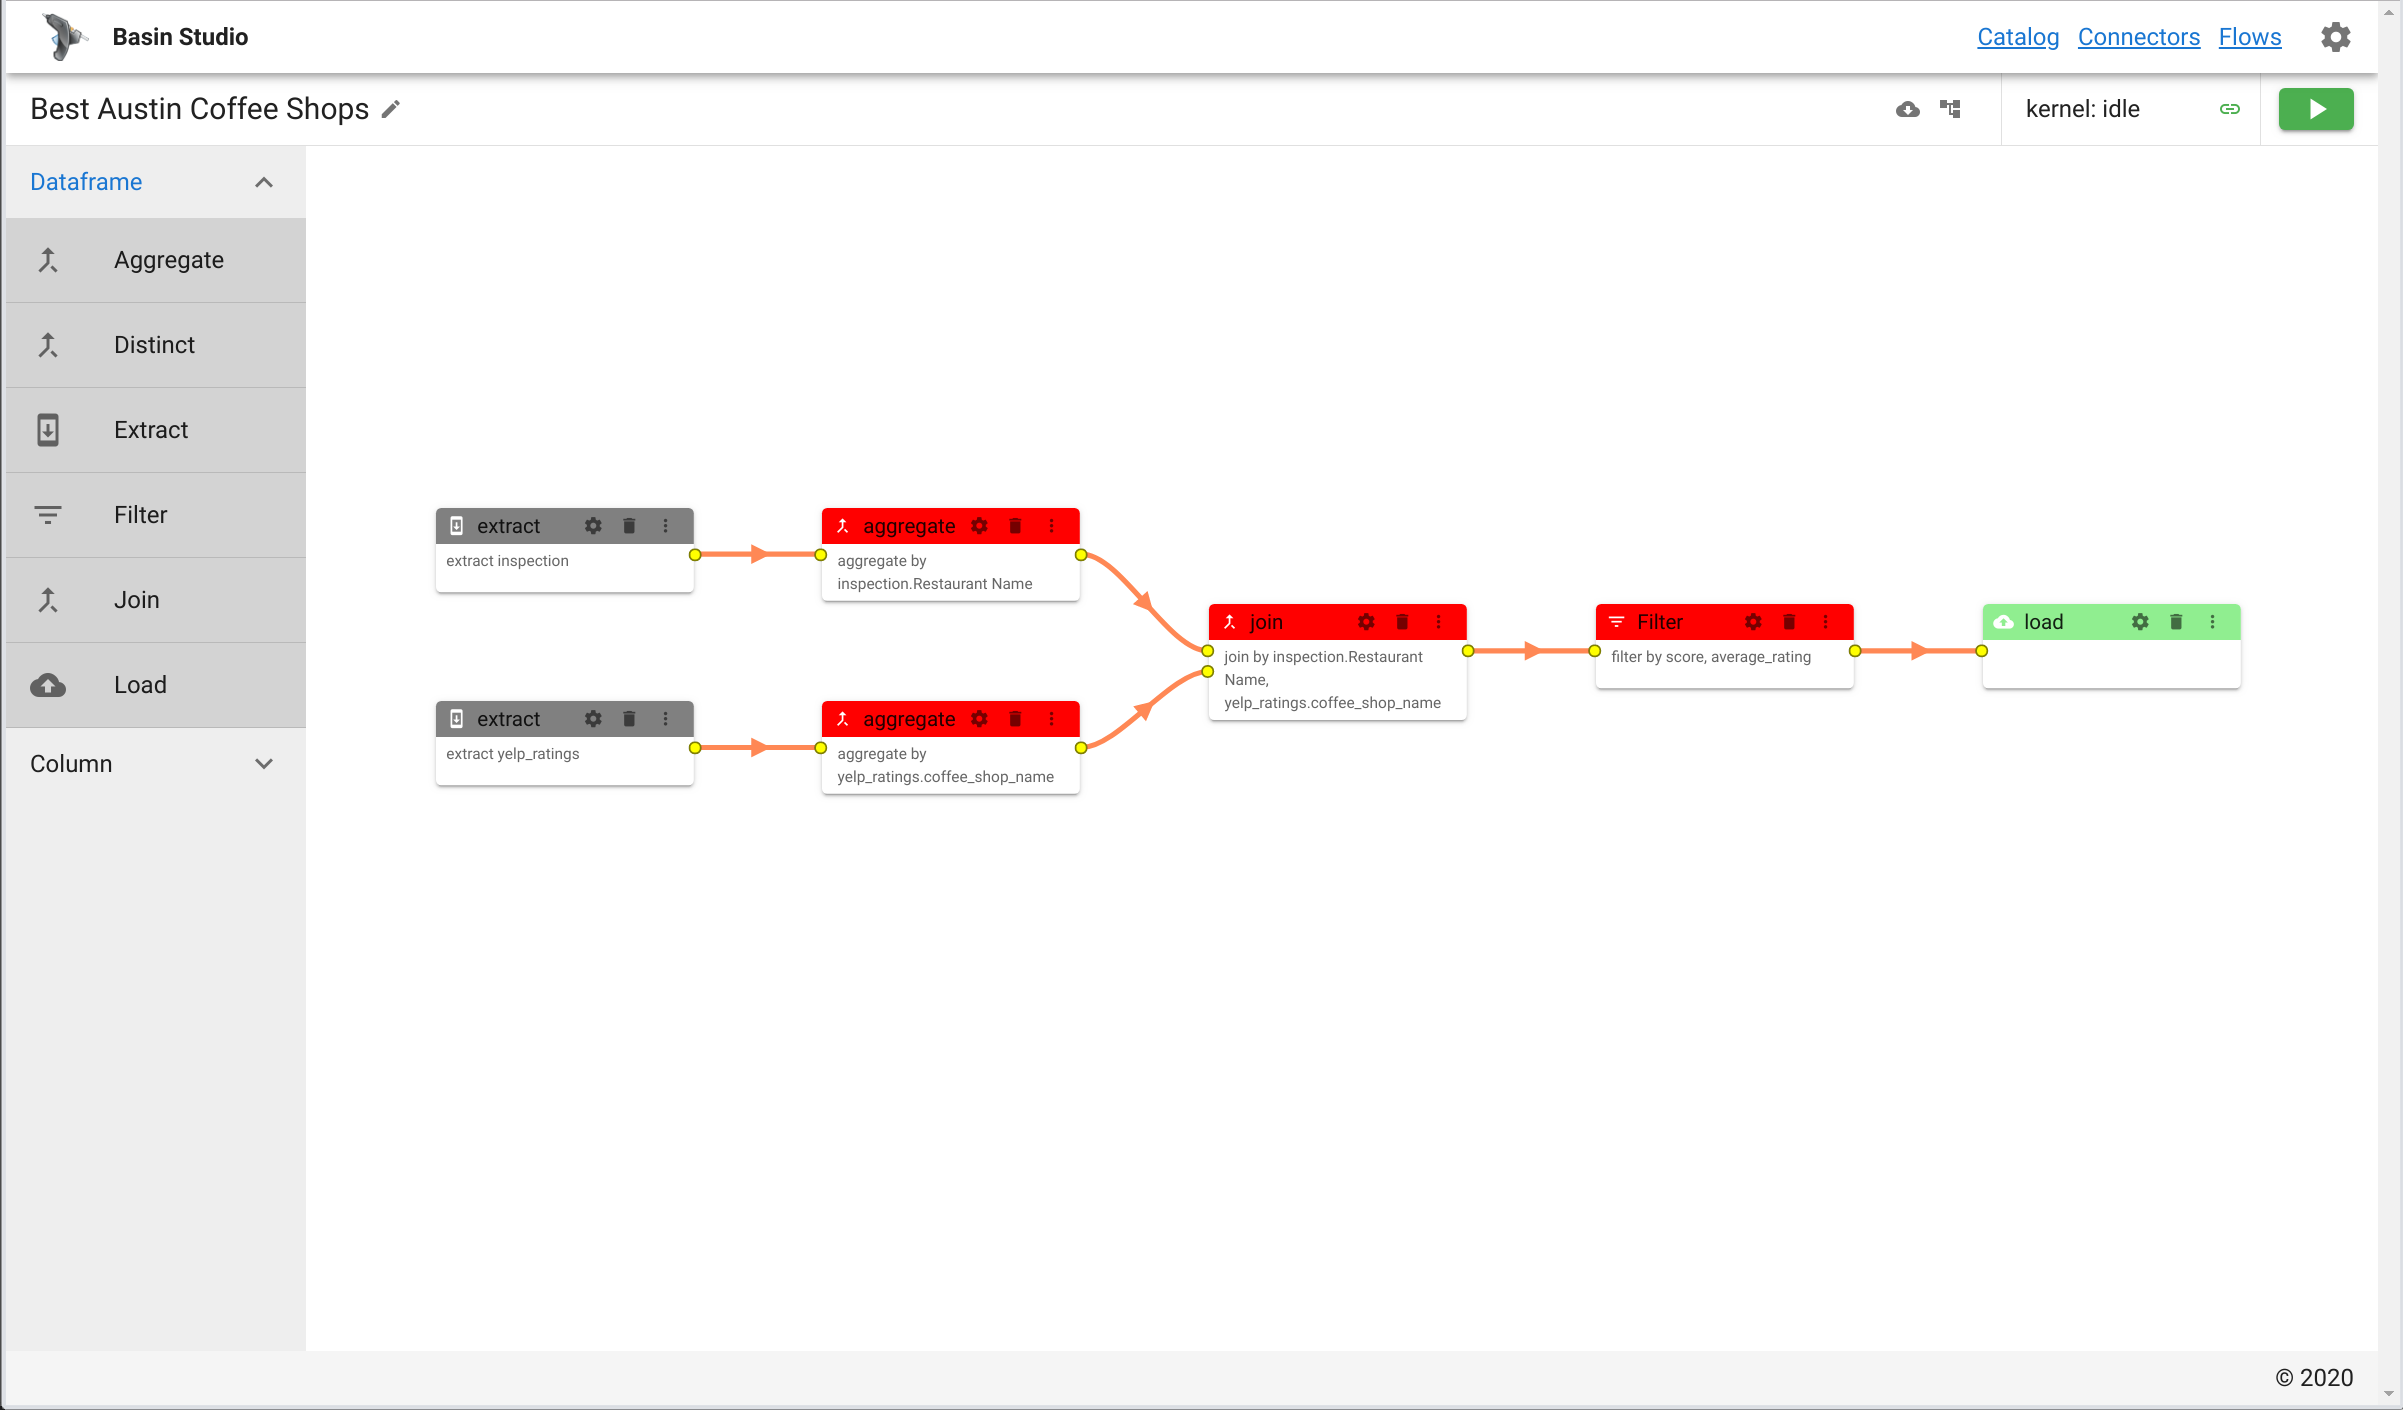 Basin Studio
Catalog Connectors Flows
Best Austin Coffee Shops
kernel: idle
Dataframe
Aggregate
Distinct
Extract
Filter
Join
Load
Column
extract
extract inspection
aggregate
aggregate by
inspection.Restaurant Name
extract
extract yelp_ratings
aggregate
aggregate by
yelp_ratings.coffee_shop_name
join
join by inspection.Restaurant
Name,
yelp_ratings.coffee_shop_name
Filter
filter by score, average_rating
load
© 2020